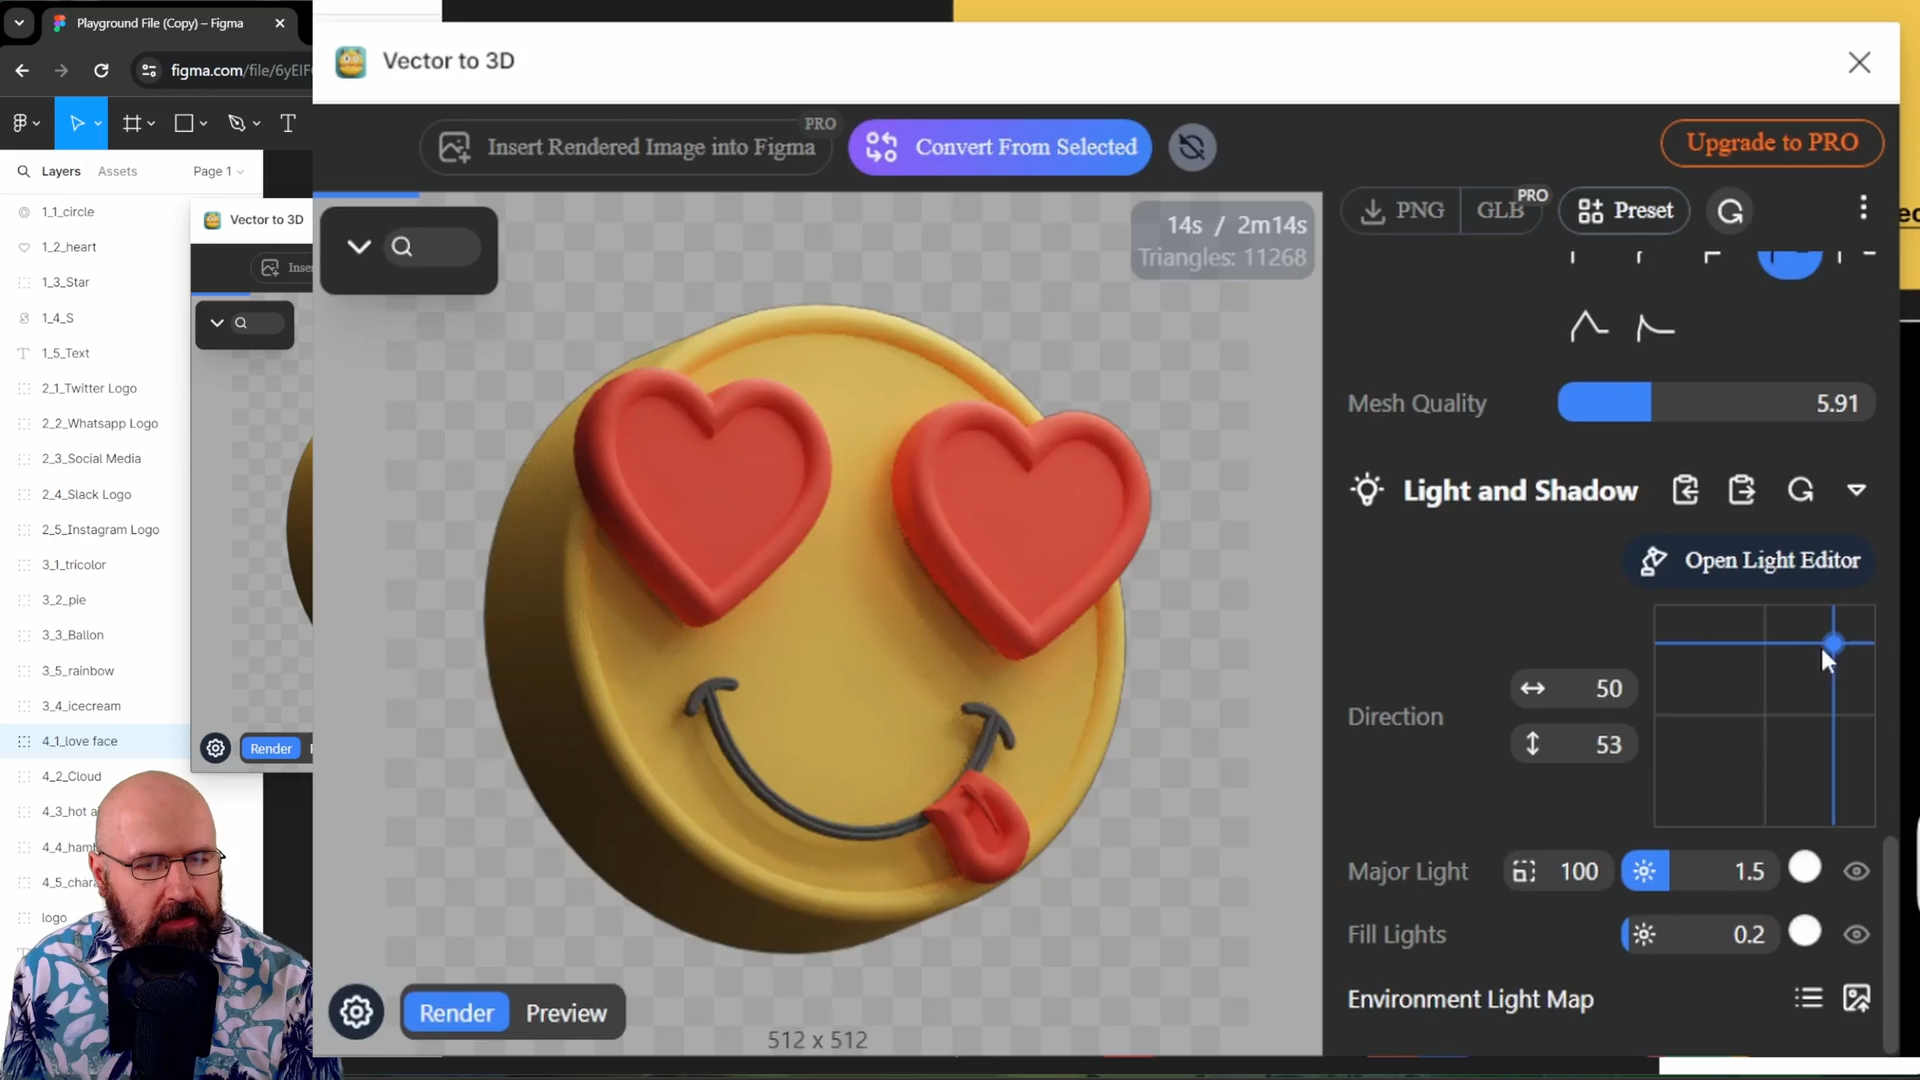 Playground File (Copy) – Figma
figma.com/file/6yEIF
Layers
Assets
Page 1
1_1_circle
1_2_heart
1_3_Star
1_4_S
1_5_Text
2_1_Twitter Logo
2_2_Whatsapp Logo
2_3_Social Media
2_4_Slack Logo
2_5_Instagram Logo
3_1_tricolor
3_2_pie
3_3_Ballon
3_5_rainbow
3_4_icecream
4_1_love face
4_2_Cloud
4_3_hot a
4_4_ham
4_5_char
logo
Vector to 3D
Inse
Render
Vector to 3D
Insert Rendered Image into Figma
PRO
Convert From Selected
Upgrade to PRO
14s / 2m14s
Triangles: 11268
PNG
GLB
PRO
Preset
Mesh Quality
5.91
Light and Shadow
Open Light Editor
Direction
50
53
Major Light
100
1.5
Fill Lights
0.2
Environment Light Map
Render
Preview
512 x 512